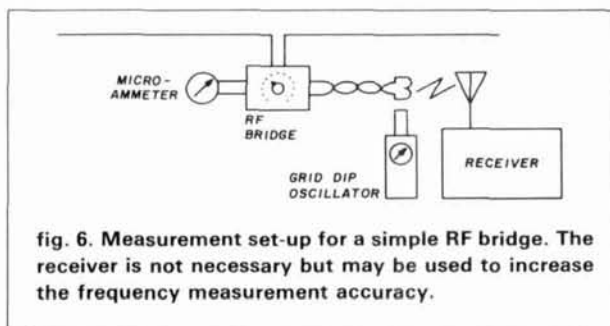 MICRO-
AMMETER
RF
BRIDGE
GRID DIP
OSCILLATOR
RECEIVER
fig. 6. Measurement set-up for a simple RF bridge. The
receiver is not necessary but may be used to increase
the frequency measurement accuracy.